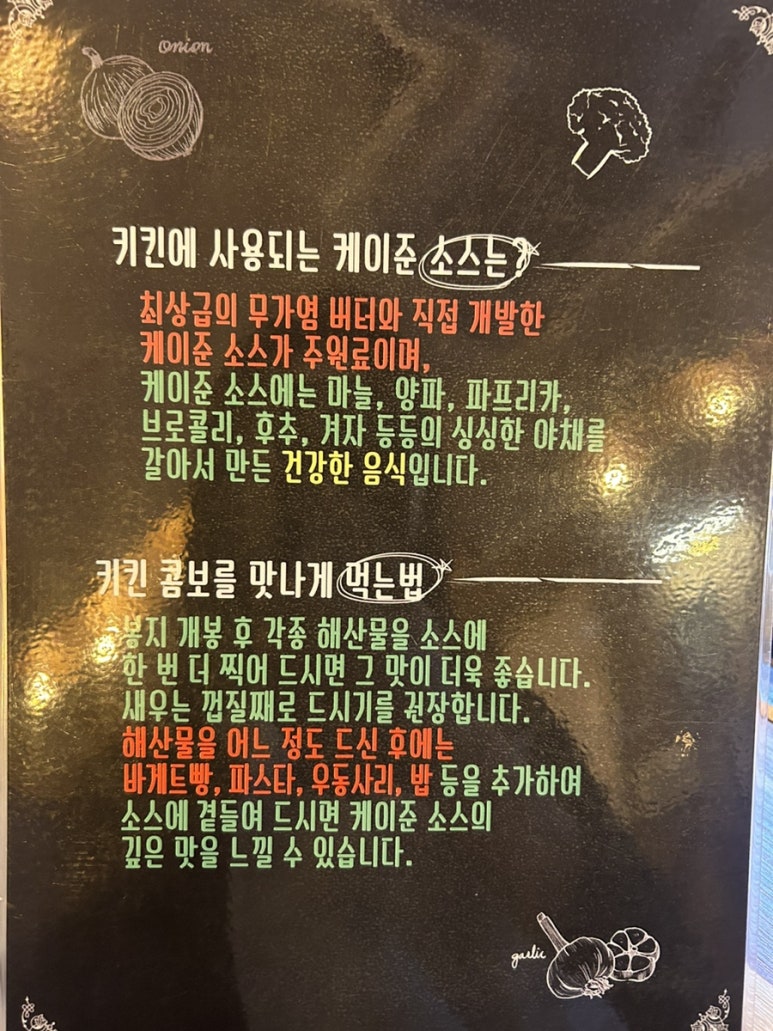 onion
키킨에 사용되는 케이준 소스는?
최상급의 무가염 버터와 직접 개발한
케이준 소스가 주원료이며,
케이준 소스에는 마늘, 양파, 파프리카,
브로콜리, 후추, 겨자 등등의 싱싱한 야채를
갈아서 만든 건강한 음식입니다.
키킨 콤보를 맛나게 먹는법
봉지 개봉 후 각종 해산물을 소스에
한 번 더 찍어 드시면 그 맛이 더욱 좋습니다.
새우는 껍질째로 드시기를 권장합니다.
해산물을 어느 정도 드신 후에는
바게트빵, 파스타, 우동사리, 밥 등을 추가하여
소스에 곁들여 드시면 케이준 소스의
깊은 맛을 느낄 수 있습니다.
garlic